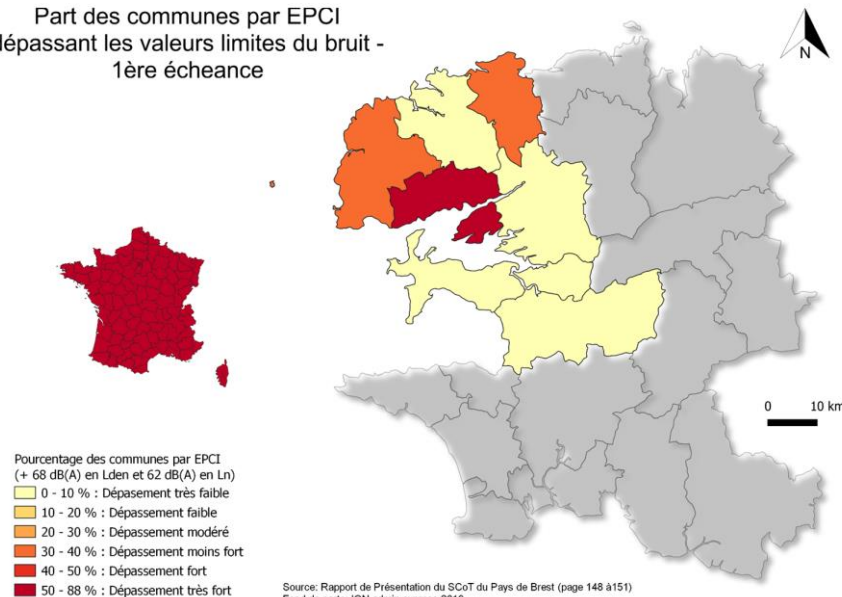 Part des communes par EPCI
dépassant les valeurs limites du bruit -
1ère écheance
N
0 10 km
Pourcentage des communes par EPCI
(+ 68 dB(A) en Lden et 62 dB(A) en Ln)
0 - 10 % : Dépasement très faible
10 - 20 % : Dépassement faible
20 - 30 % : Dépassement modéré
30 - 40 % : Dépassement moins fort
40 - 50 % : Dépassement fort
50 - 88 % : Dépassement très fort
Source: Rapport de Présentation du SCoT du Pays de Brest (page 148 à151)